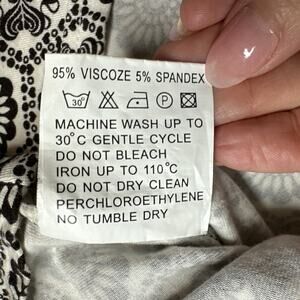 95% VISCOZE 5% SPANDEX
30°
P
MACHINE WASH UP TO
30°C GENTLE CYCLE
DO NOT BLEACH
IRON UP TO 110°C
DO NOT DRY CLEAN
PERCHLOROETHYLENE
NO TUMBLE DRY